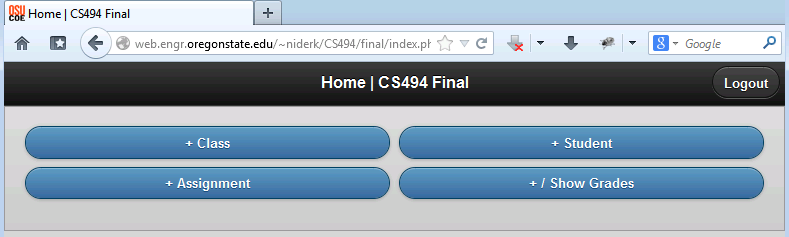 OSU
COE
Home | CS494 Final
web.engr.oregonstate.edu/~niderk/CS494/final/index.ph
Google
Home | CS494 Final
Logout
+ Class
+ Student
+ Assignment
+ / Show Grades